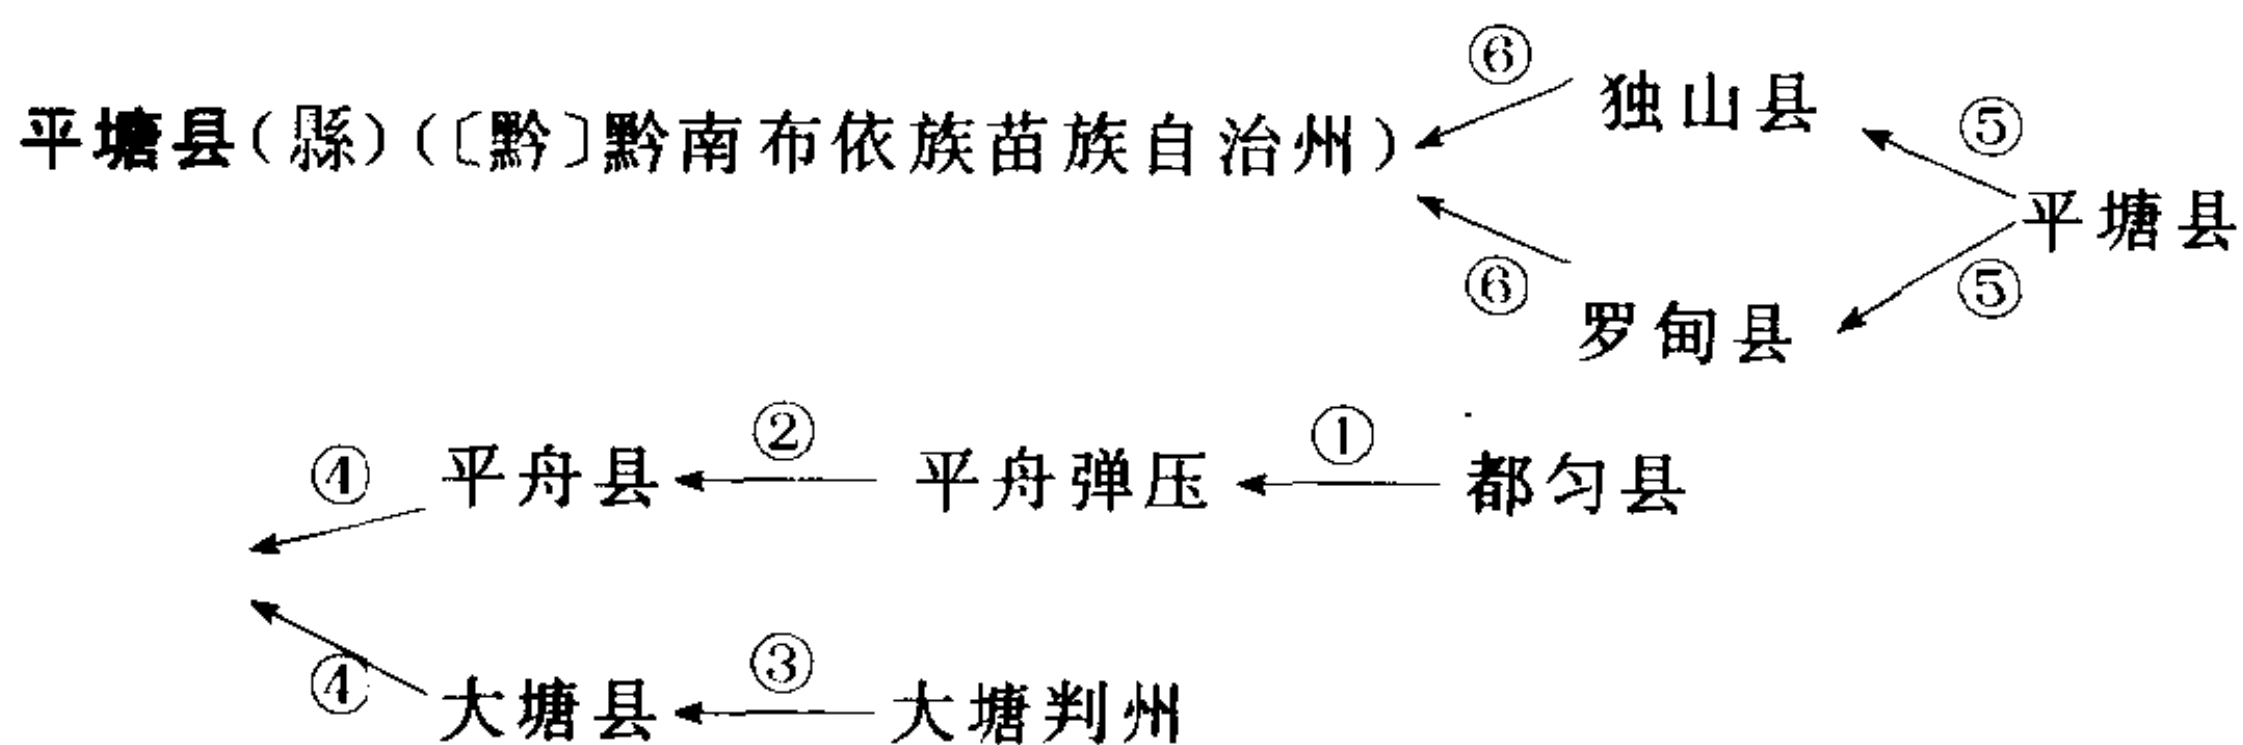 ⑥ 独山县
平塘县(縣)(〔黔〕黔南布依族苗族自治州)
⑤
平塘县
⑥ 罗甸县 ⑤
④ 平舟县 ② 平舟弹压 ① 都匀县
④ 大塘县 ③ 大塘判州